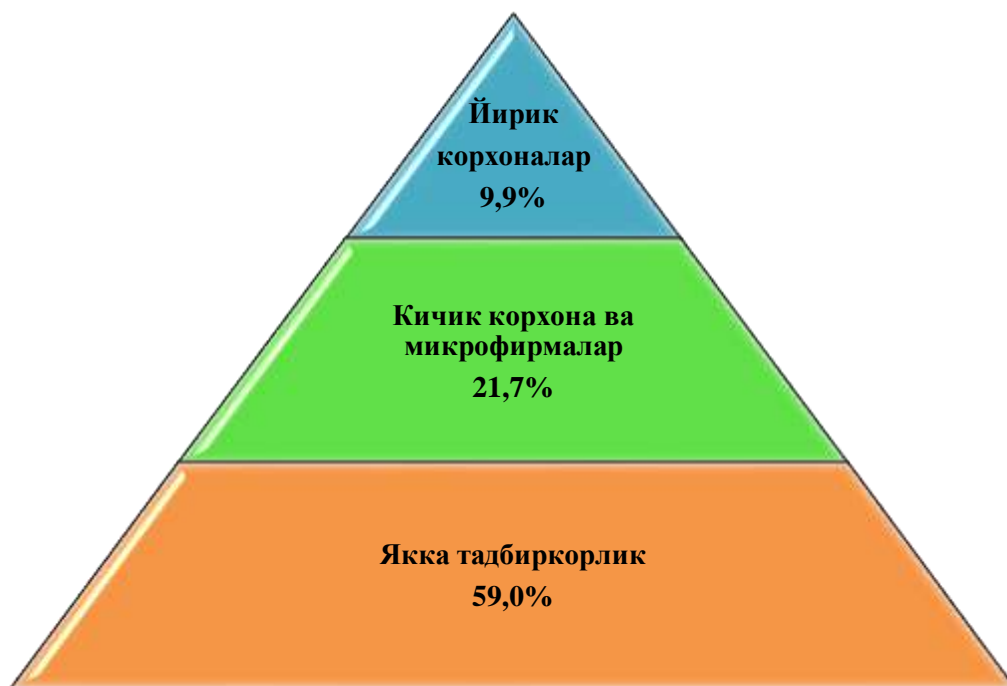 Йирик
корхоналар
9,9%
Кичик корхона ва
микрофирмалар
21,7%
Якка тадбиркорлик
59,0%